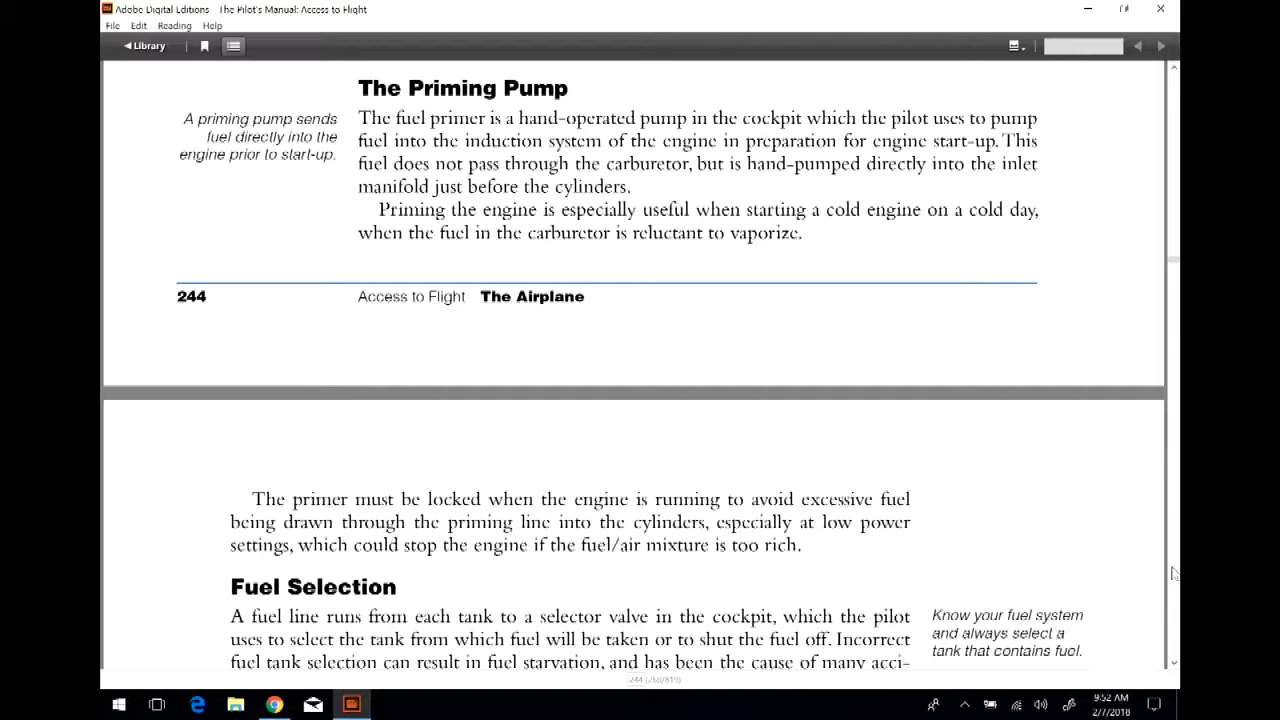 Adobe Digital Editions - The Pilot's Manual: Access to Flight
File Edit Reading Help
Library
The Priming Pump
A priming pump sends
fuel directly into the
engine prior to start-up.
The fuel primer is a hand-operated pump in the cockpit which the pilot uses to pump
fuel into the induction system of the engine in preparation for engine start-up. This
fuel does not pass through the carburetor, but is hand-pumped directly into the inlet
manifold just before the cylinders.
Priming the engine is especially useful when starting a cold engine on a cold day,
when the fuel in the carburetor is reluctant to vaporize.
244 Access to Flight The Airplane
The primer must be locked when the engine is running to avoid excessive fuel
being drawn through the priming line into the cylinders, especially at low power
settings, which could stop the engine if the fuel/air mixture is too rich.
Fuel Selection
A fuel line runs from each tank to a selector valve in the cockpit, which the pilot
uses to select the tank from which fuel will be taken or to shut the fuel off. Incorrect
fuel tank selection can result in fuel starvation, and has been the cause of many acci-
Know your fuel system
and always select a
tank that contains fuel.
244 (260/819)
9:52 AM
2/7/2018